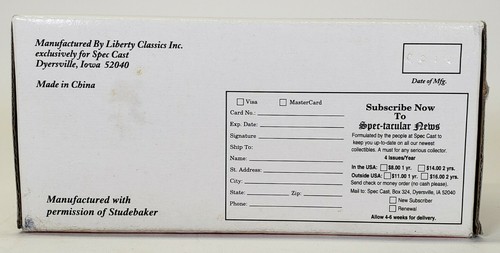 Manufactured By Liberty Classics Inc.
exclusively for Spec Cast
Dyersville, Iowa 52040
Made in China
Date of Mfg.
Visa MasterCard
Card No.:
Exp. Date:
Signature
Ship To:
Name:
St. Address:
City:
State: Zip:
Phone:
Subscribe Now
To
Spec-tacular News
Formulated by the people at Spec Cast to
keep you up-to-date on all our newest
collectibles. A must for any serious collector.
4 Issues/Year
In the USA: $8.00 1 yr. $14.00 2 yrs.
Outside USA: $11.00 1 yr. $16.00 2 yrs.
Send check or money order (no cash please).
Mail to: Spec Cast, Box 324, Dyersville, IA 52040
New Subscriber
Renewal
Allow 4-6 weeks for delivery.
Manufactured with
permission of Studebaker